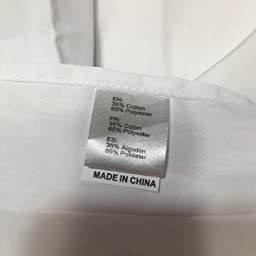 EN:
35% Cotton
65% Polyester
FR:
35% Coton
65% Polyester
ES:
35% Algodón
65% Poliéster
MADE IN CHINA